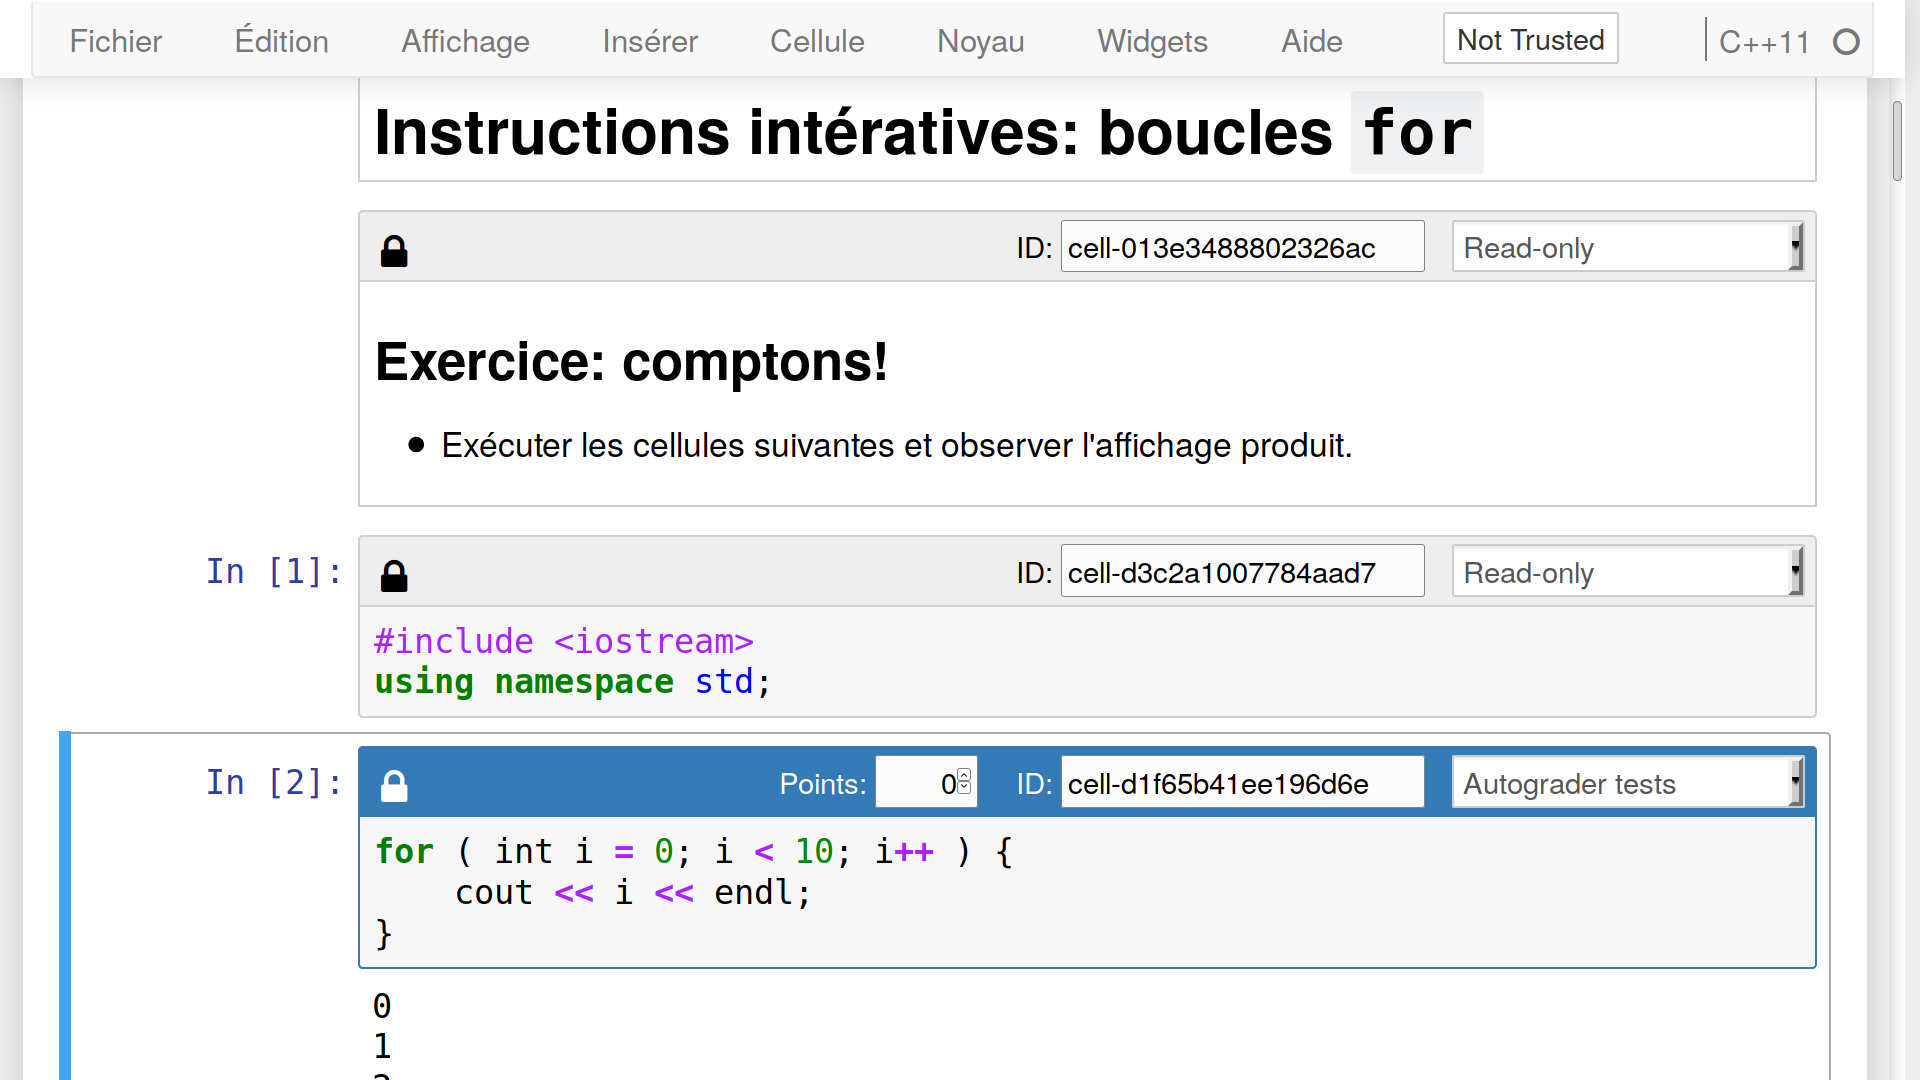 Fichier Édition Affichage Insérer Cellule Noyau Widgets Aide Not Trusted C++11
Instructions intératives: boucles for
ID: cell-013e3488802326ac Read-only
Exercice: comptons!
Exécuter les cellules suivantes et observer l'affichage produit.
In [1]: ID: cell-d3c2a1007784aad7 Read-only
#include <iostream>
using namespace std;
In [2]: Points: 0 ID: cell-d1f65b41ee196d6e Autograder tests
for ( int i = 0; i < 10; i++ ) {
    cout << i << endl;
}
0
1